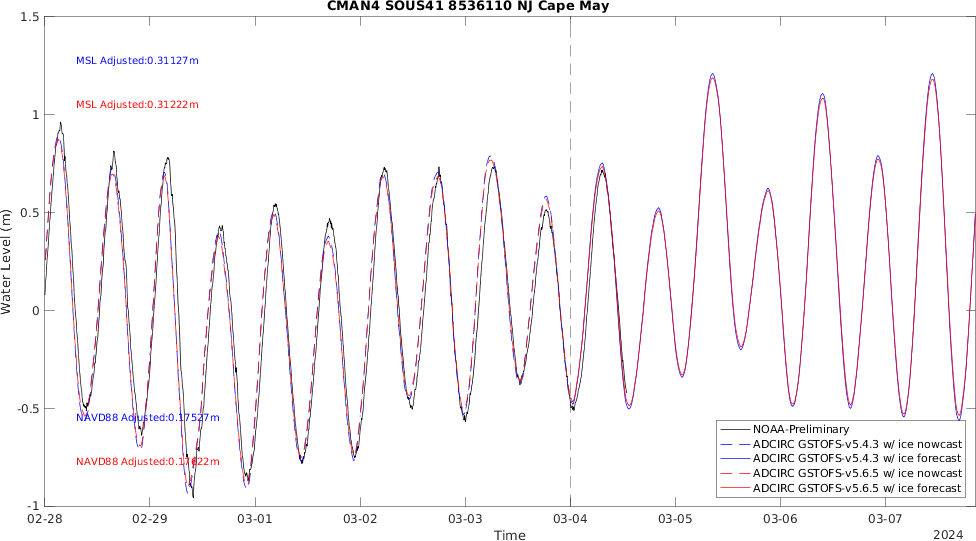 CMAN4 SOUS41 8536110 NJ Cape May
1.5
MSL Adjusted:0.31127m
MSL Adjusted:0.31222m
1
0.5
Water Level (m)
0
-0.5
NAVD88 Adjusted:0.17527m
NAVD88 Adjusted:0.17622m
-1
NOAA-Preliminary
ADCIRC GSTOFS-v5.4.3 w/ ice nowcast
ADCIRC GSTOFS-v5.4.3 w/ ice forecast
ADCIRC GSTOFS-v5.6.5 w/ ice nowcast
ADCIRC GSTOFS-v5.6.5 w/ ice forecast
02-28 02-29 03-01 03-02 03-03 03-04 03-05 03-06 03-07
Time
2024